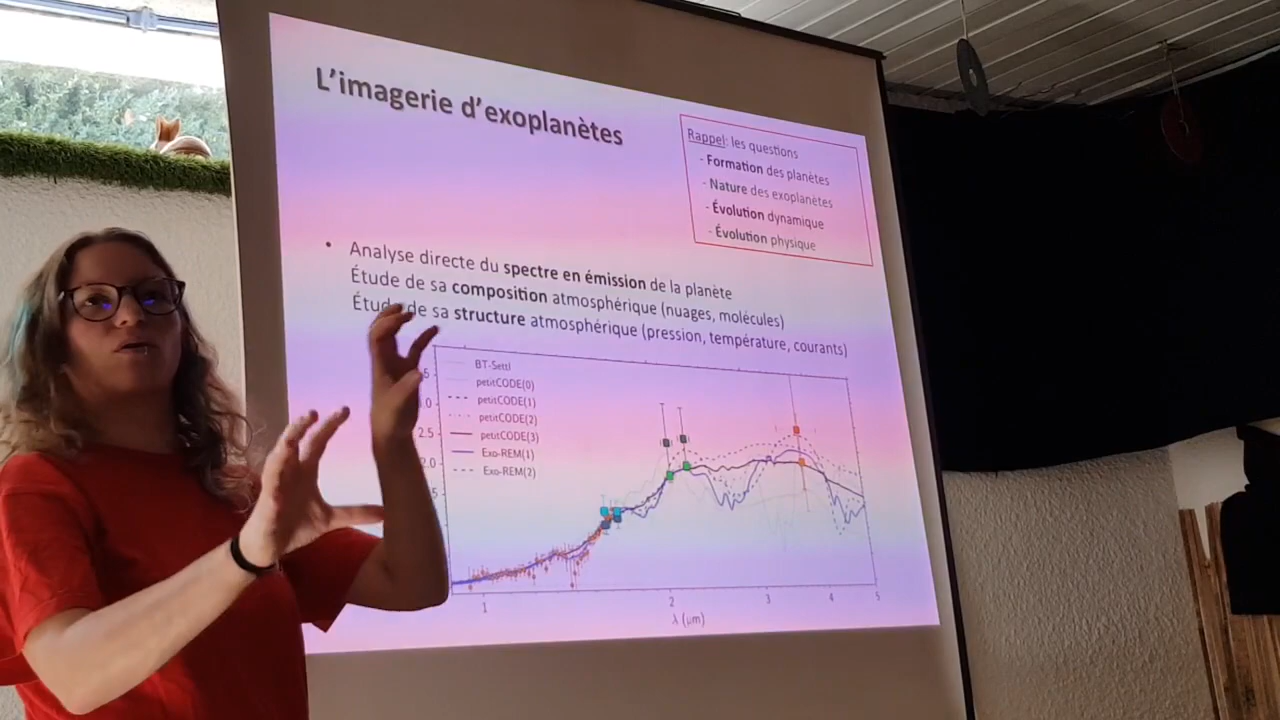 L'imagerie d'exoplanètes
Rappel: les questions
- Formation des planètes
- Nature des exoplanètes
- Évolution dynamique
- Évolution physique
• Analyse directe du spectre en émission de la planète
Étude de sa composition atmosphérique (nuages, molécules)
Étude de sa structure atmosphérique (pression, température, courants)
BT-Settl
petitCODE(0)
petitCODE(1)
petitCODE(2)
petitCODE(3)
Exo-REM(1)
Exo-REM(2)
2.5
2.0
1 2 3 4 5
λ (μm)